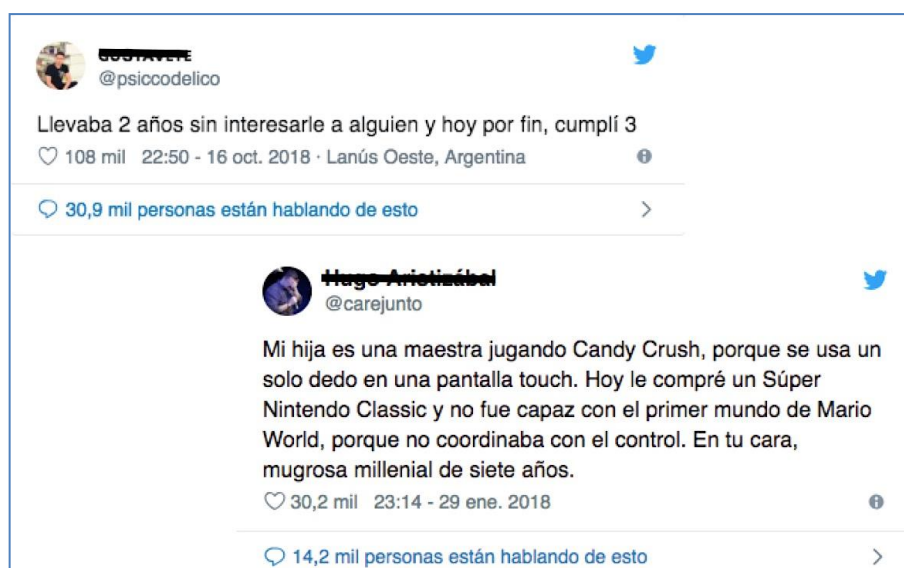 @psiccodelico
Llevaba 2 años sin interesarle a alguien y hoy por fin, cumplí 3
108 mil 22:50 - 16 oct. 2018 · Lanús Oeste, Argentina
30,9 mil personas están hablando de esto
@carejunto
Mi hija es una maestra jugando Candy Crush, porque se usa un
solo dedo en una pantalla touch. Hoy le compré un Súper
Nintendo Classic y no fue capaz con el primer mundo de Mario
World, porque no coordinaba con el control. En tu cara,
mugrosa millenial de siete años.
30,2 mil 23:14 - 29 ene. 2018
14,2 mil personas están hablando de esto